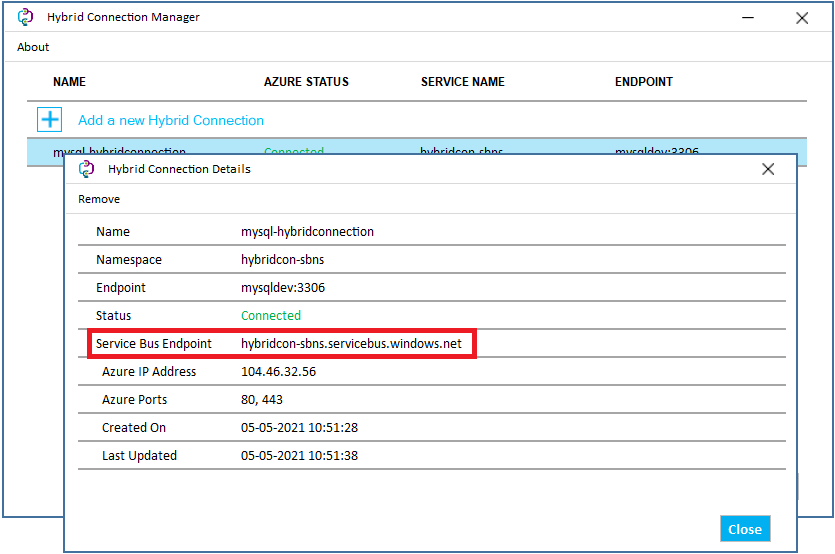 Hybrid Connection Manager
About
NAME AZURE STATUS SERVICE NAME ENDPOINT
Add a new Hybrid Connection
mysql-hybridconnection Connected hybridcon-sbns mysqldev:3306
Hybrid Connection Details
Remove
Name mysql-hybridconnection
Namespace hybridcon-sbns
Endpoint mysqldev:3306
Status Connected
Service Bus Endpoint hybridcon-sbns.servicebus.windows.net
Azure IP Address 104.46.32.56
Azure Ports 80, 443
Created On 05-05-2021 10:51:28
Last Updated 05-05-2021 10:51:38
Close